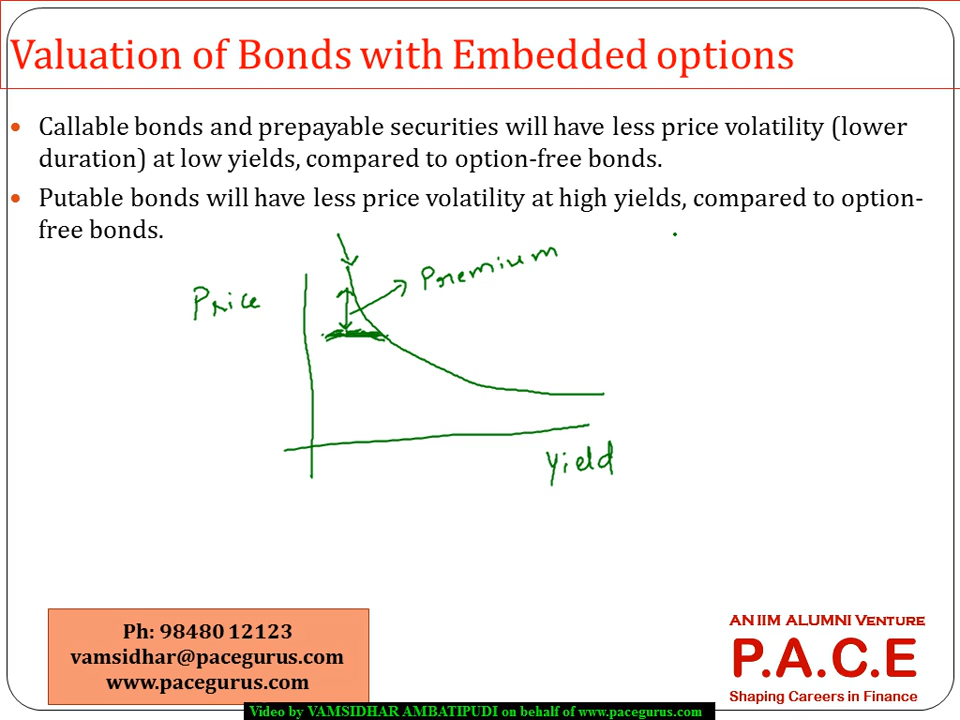 Valuation of Bonds with Embedded options
• Callable bonds and prepayable securities will have less price volatility (lower
duration) at low yields, compared to option-free bonds.
• Putable bonds will have less price volatility at high yields, compared to option-
free bonds.
Premium
Price
Yield
Ph: 98480 12123
vamsidhar@pacegurus.com
www.pacegurus.com
AN IIM ALUMNI VENTURE
P.A.C.E
Shaping Careers in Finance
Video by VAMSIDHAR AMBATIPUDI on behalf of www.pacegurus.com